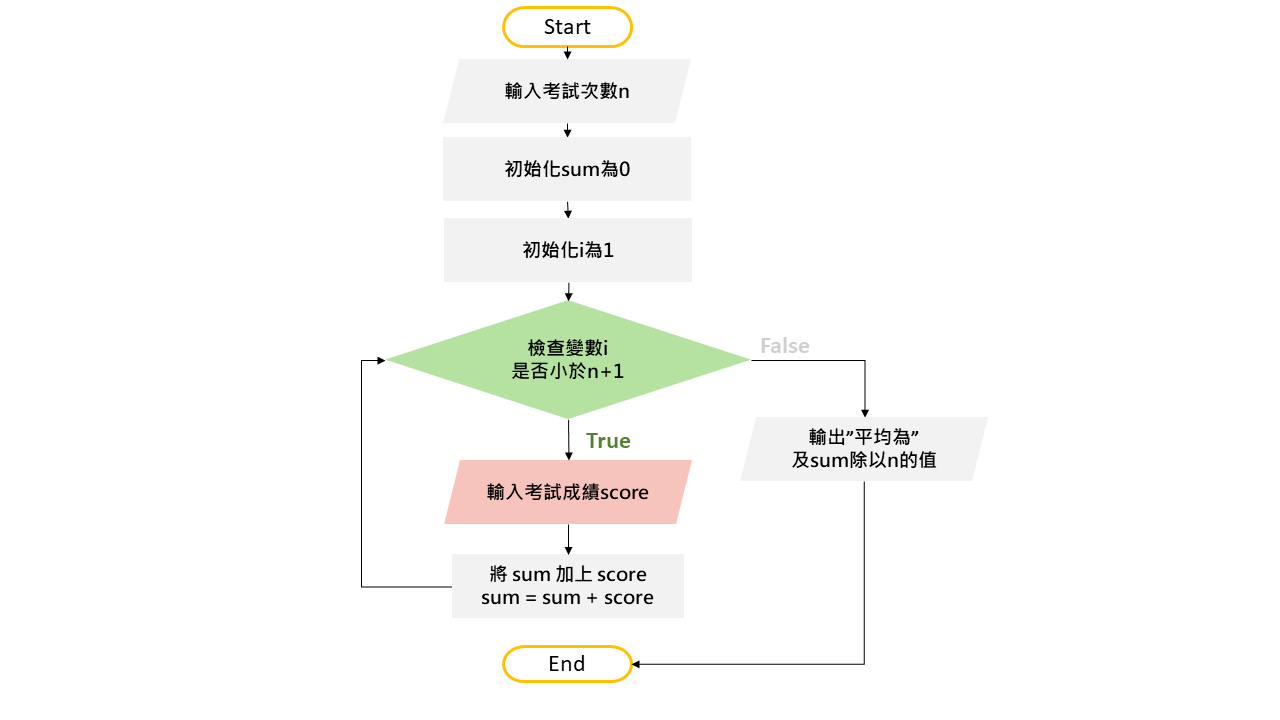 Start
輸入考試次數n
初始化sum為0
初始化i為1
檢查變數i
是否小於n+1
False
True
輸出”平均為”
及sum除以n的值
輸入考試成績score
將 sum 加上 score
sum = sum + score
End